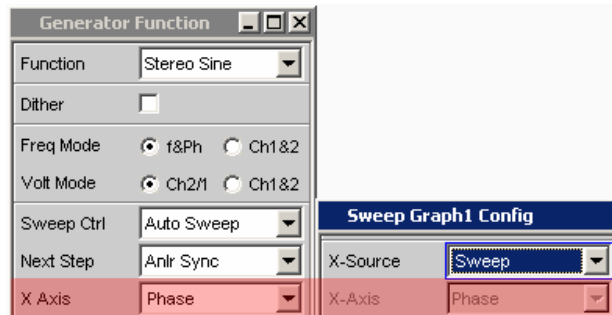 Generator Function
Function Stereo Sine
Dither
Freq Mode f&Ph Ch1&2
Volt Mode Ch2/1 Ch1&2
Sweep Ctrl Auto Sweep
Next Step Anlr Sync
X Axis Phase
Sweep Graph1 Config
X-Source Sweep
X-Axis Phase